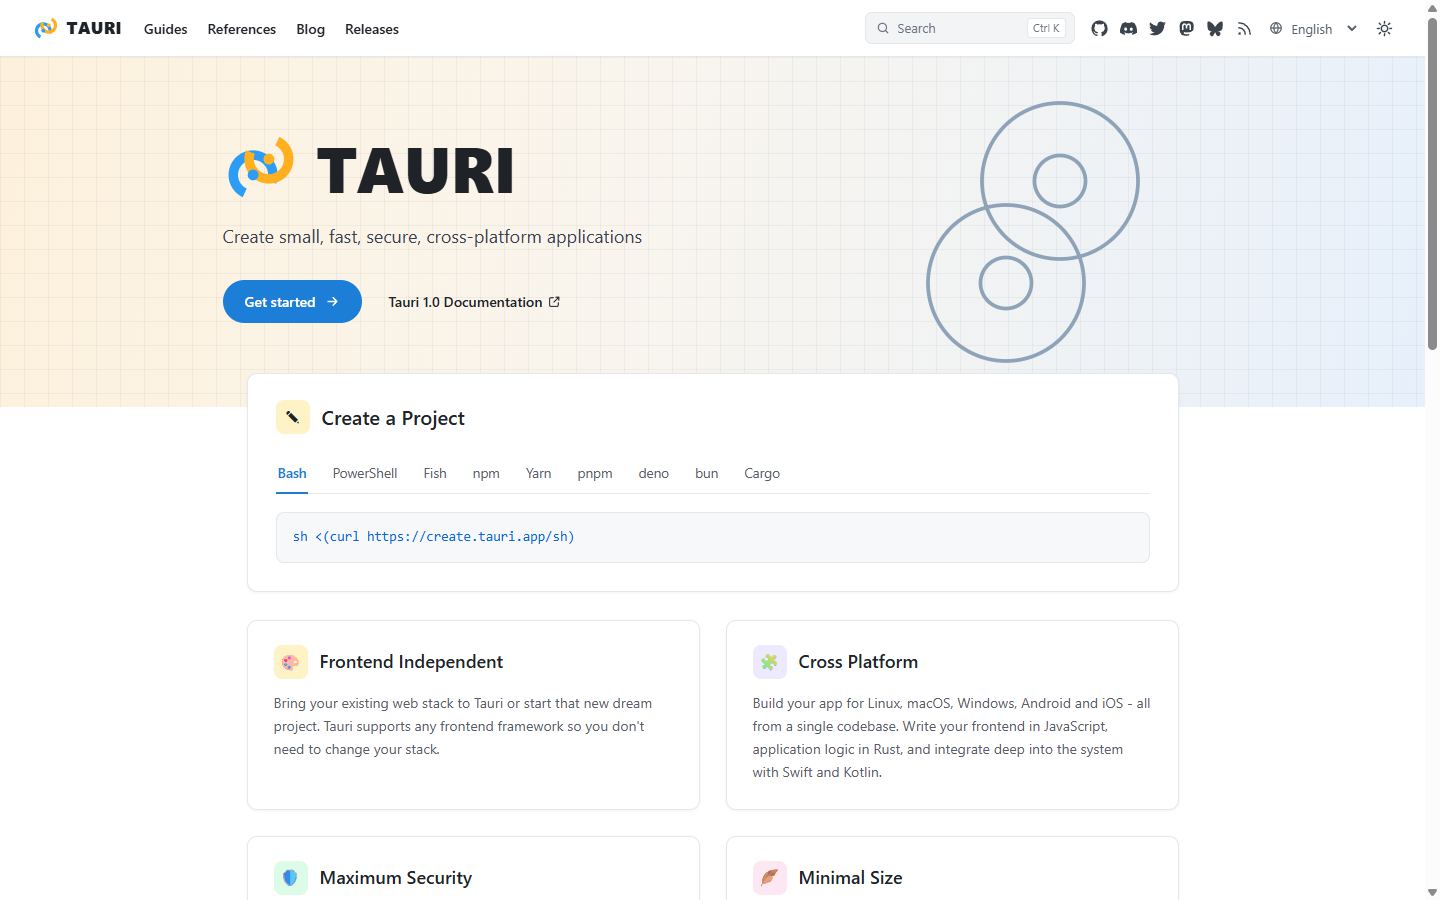 TAURI
Guides
References
Blog
Releases
Search
Ctrl K
English
TAURI
Create small, fast, secure, cross-platform applications
Get started
Tauri 1.0 Documentation
Create a Project
Bash
PowerShell
Fish
npm
Yarn
pnpm
deno
bun
Cargo
sh <(curl https://create.tauri.app/sh)
Frontend Independent
Bring your existing web stack to Tauri or start that new dream
project. Tauri supports any frontend framework so you don't
need to change your stack.
Cross Platform
Build your app for Linux, macOS, Windows, Android and iOS - all
from a single codebase. Write your frontend in JavaScript,
application logic in Rust, and integrate deep into the system
with Swift and Kotlin.
Maximum Security
Minimal Size